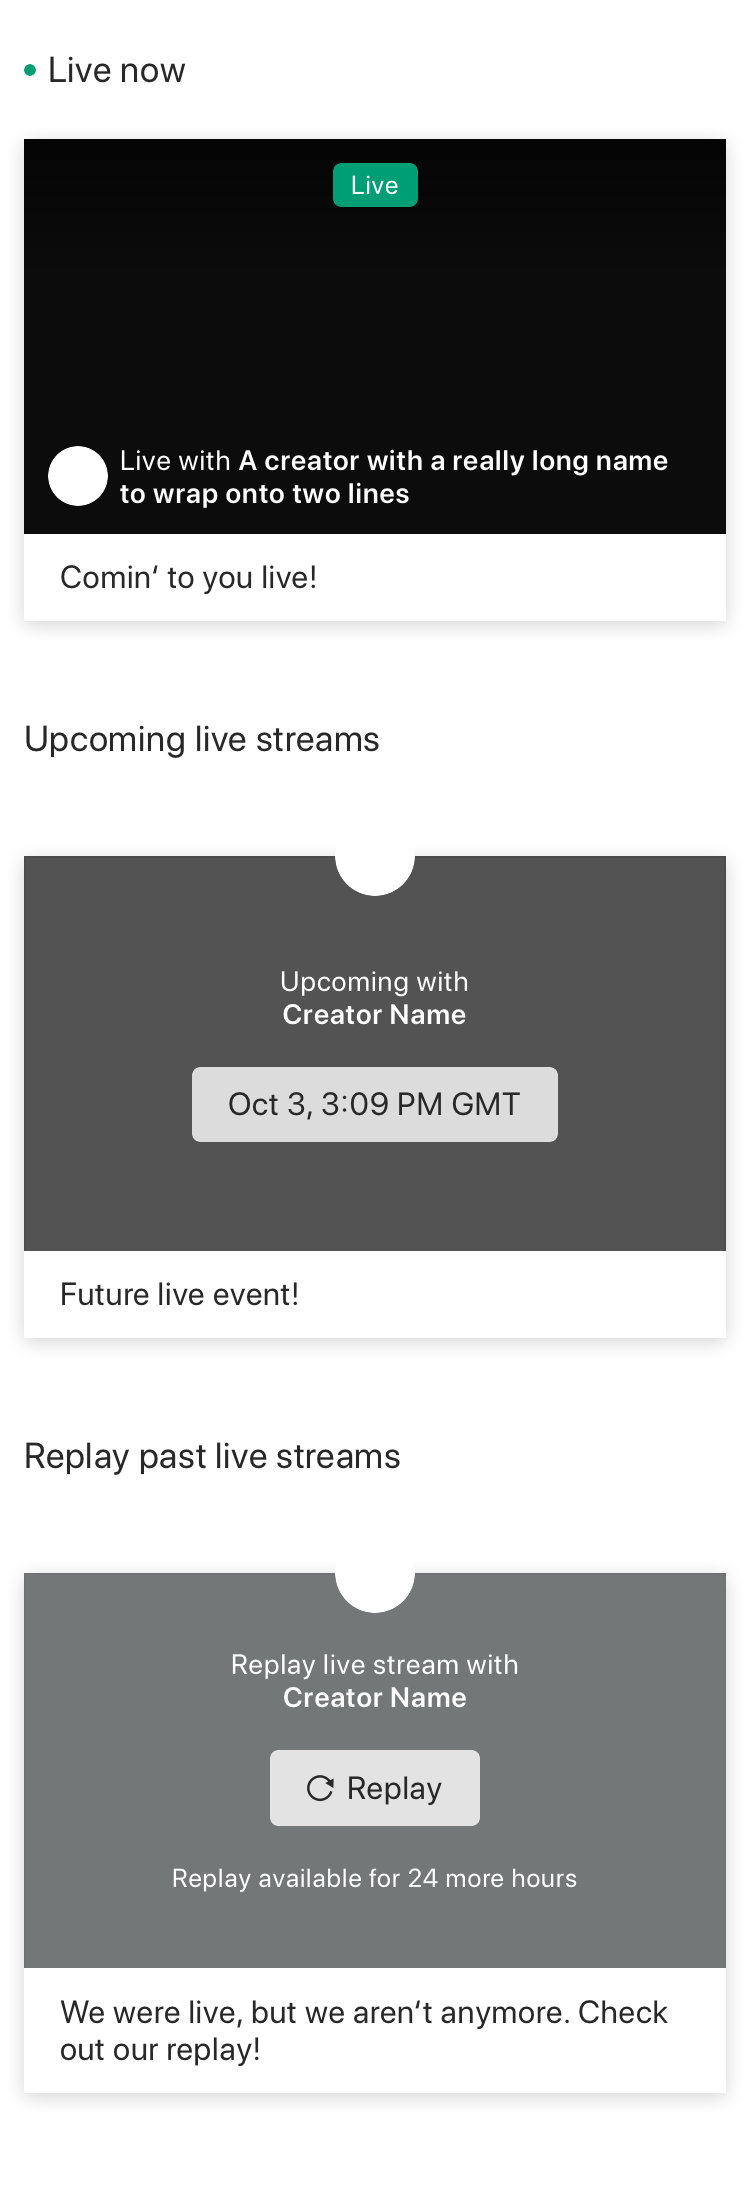 Live now
Live
Live with A creator with a really long name
to wrap onto two lines
Comin‘ to you live!
Upcoming live streams
Upcoming with
Creator Name
Oct 3, 3:09 PM GMT
Future live event!
Replay past live streams
Replay live stream with
Creator Name
Replay
Replay available for 24 more hours
We were live, but we aren‘t anymore. Check
out our replay!